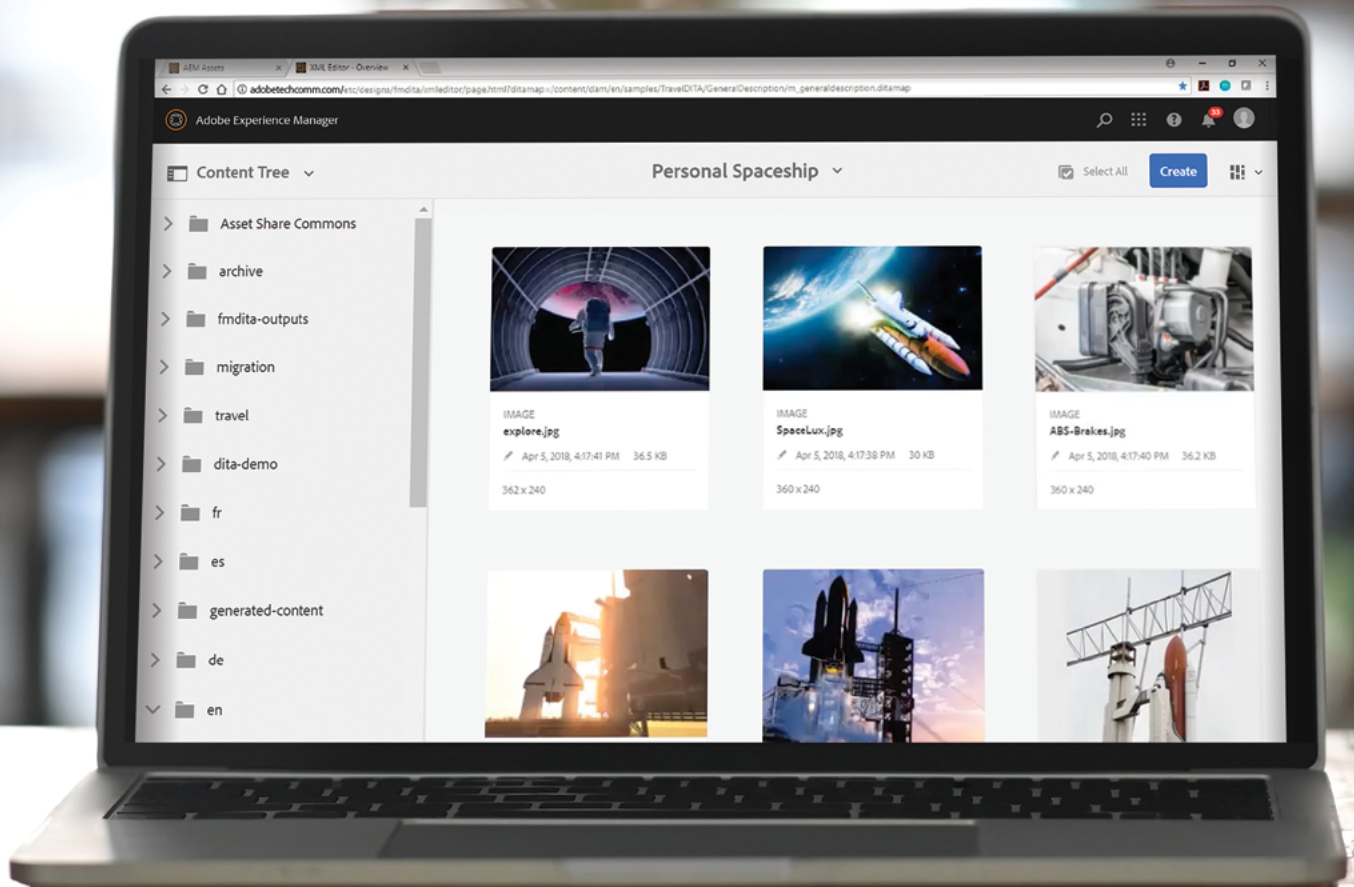 AEM Assets × XML Editor - Overview ×
adobetechcomm.com/etc/designs/fmdita/xmleditor/page.html?ditamap=/content/dam/en/samples/TravelDITA/GeneralDescription/m_generaldescription.ditamap
Adobe Experience Manager
33
Content Tree
Personal Spaceship
Select All
Create
Asset Share Commons
archive
fmdita-outputs
migration
travel
dita-demo
fr
es
generated-content
de
en
IMAGE
explore.jpg
Apr 5, 2018, 4:17:41 PM 36.5 KB
362 x 240
IMAGE
SpaceLux.jpg
Apr 5, 2018, 4:17:38 PM 30 KB
360 x 240
IMAGE
ABS-Brakes.jpg
Apr 5, 2018, 4:17:40 PM 36.2 KB
360 x 240